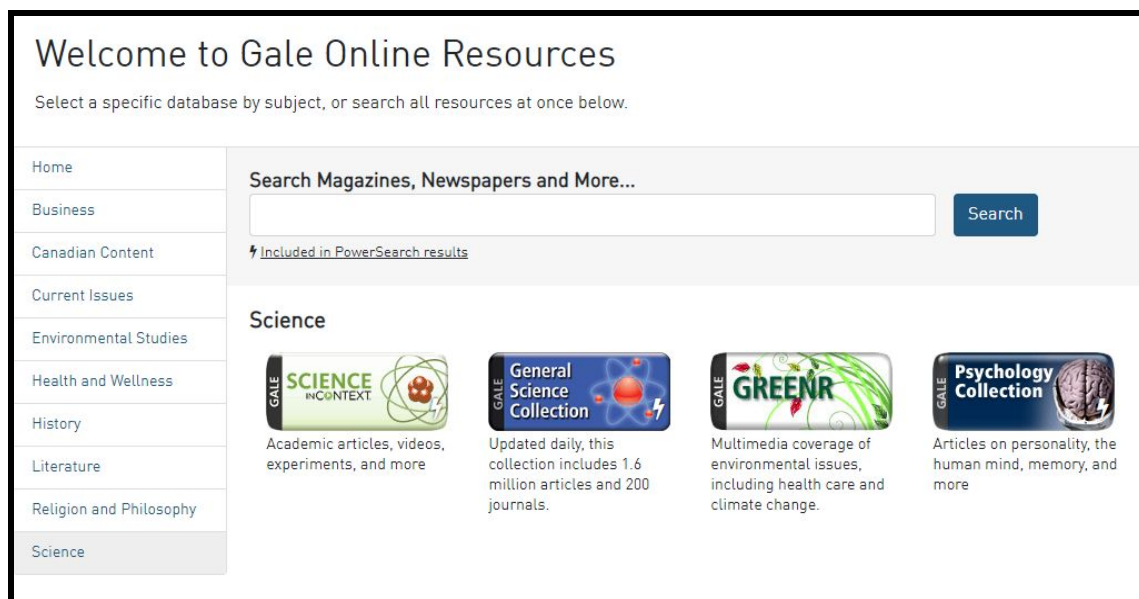 Welcome to Gale Online Resources
Select a specific database by subject, or search all resources at once below.
Home
Business
Canadian Content
Current Issues
Environmental Studies
Health and Wellness
History
Literature
Religion and Philosophy
Science
Search Magazines, Newspapers and More...
Search
Included in PowerSearch results
Science
GALE
SCIENCE
IN CONTEXT
Academic articles, videos,
experiments, and more
GALE
General
Science
Collection
Updated daily, this
collection includes 1.6
million articles and 200
journals.
GALE
GREENR
Multimedia coverage of
environmental issues,
including health care and
climate change.
GALE
Psychology
Collection
Articles on personality, the
human mind, memory, and
more